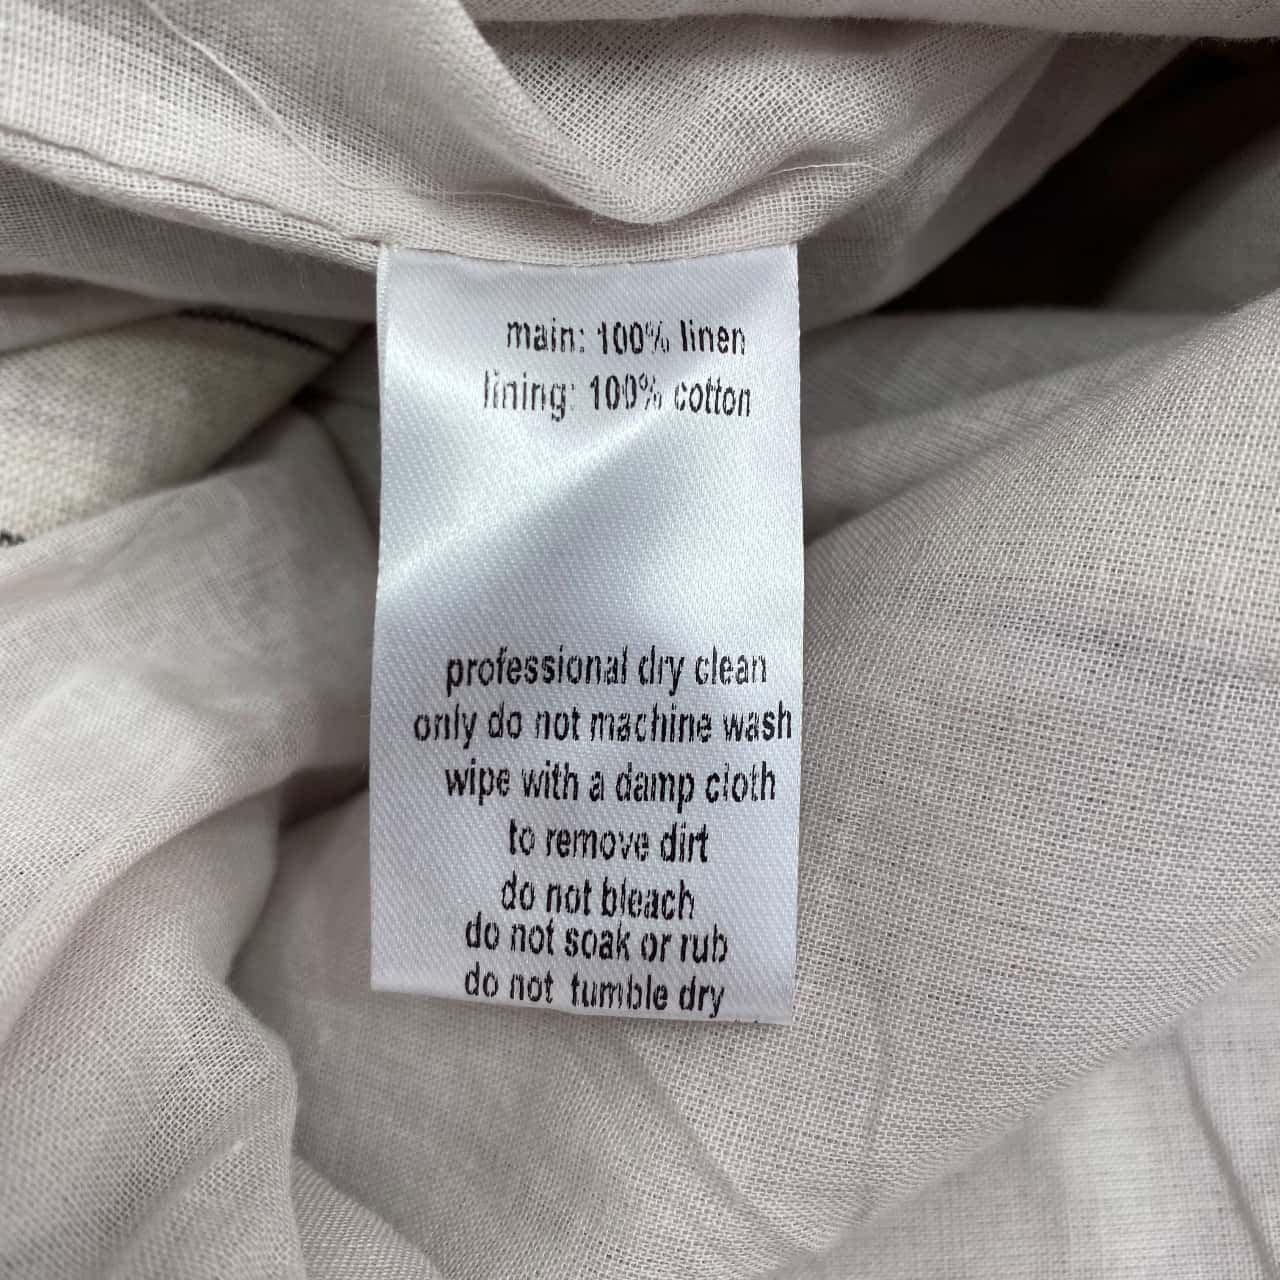 main: 100% linen
lining: 100% cotton
professional dry clean
only do not machine wash
wipe with a damp cloth
to remove dirt
do not bleach
do not soak or rub
do not tumble dry